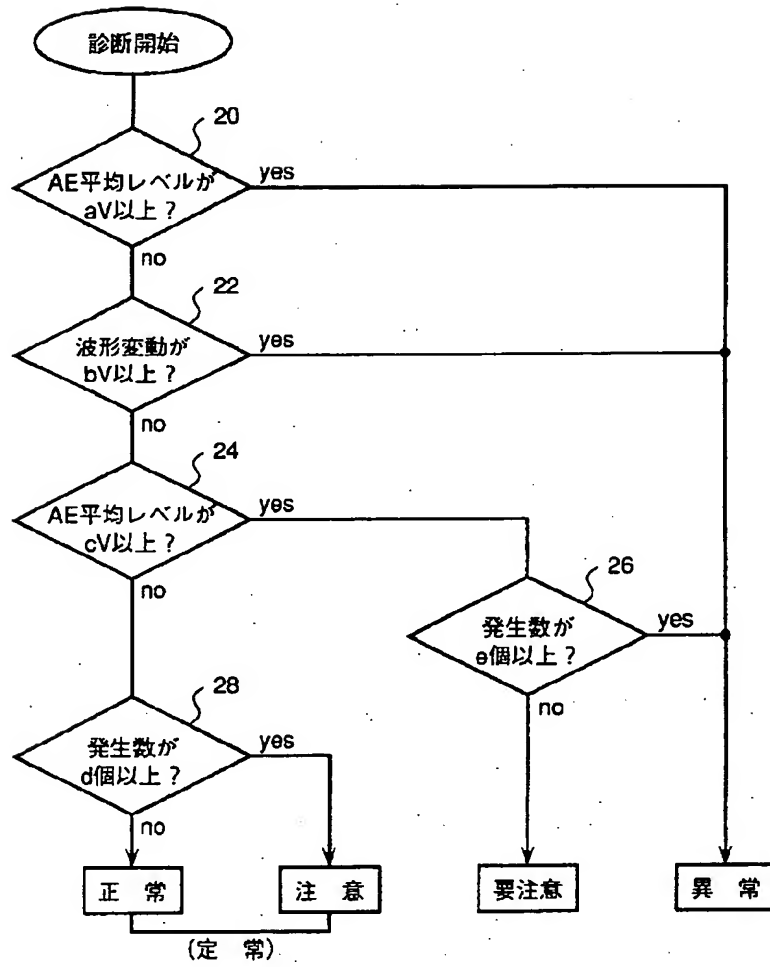 診断開始
20
AE平均レベルが
aV以上？
yes
no
22
波形変動が
bV以上？
yes
no
24
AE平均レベルが
cV以上？
yes
no
26
発生数が
e個以上？
yes
no
28
発生数が
d個以上？
yes
no
正 常
注 意
要注意
異 常
(定 常)